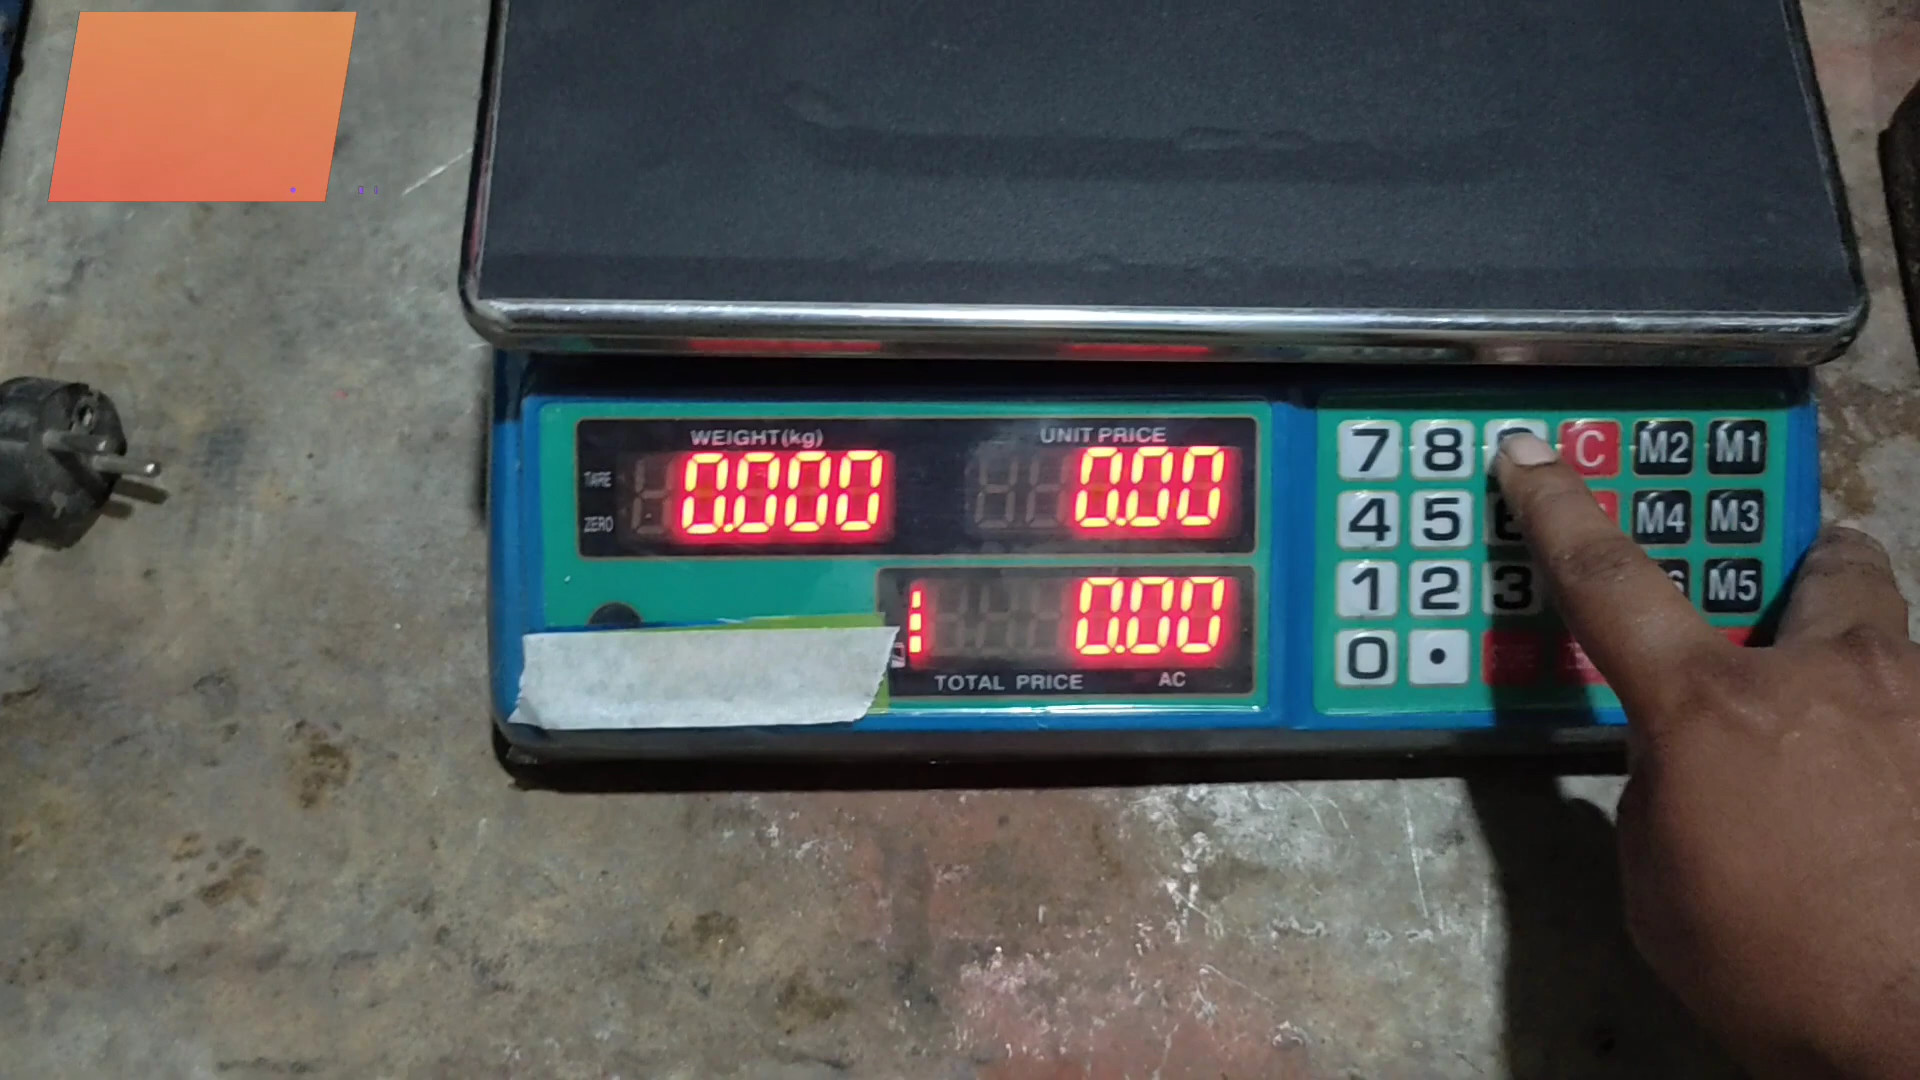 WEIGHT(kg) UNIT PRICE
TARE 0.000 0.00
ZERO
0.00
TOTAL PRICE AC
7 8 C M2 M1
4 5 M4 M3
1 2 3 M5
0 •